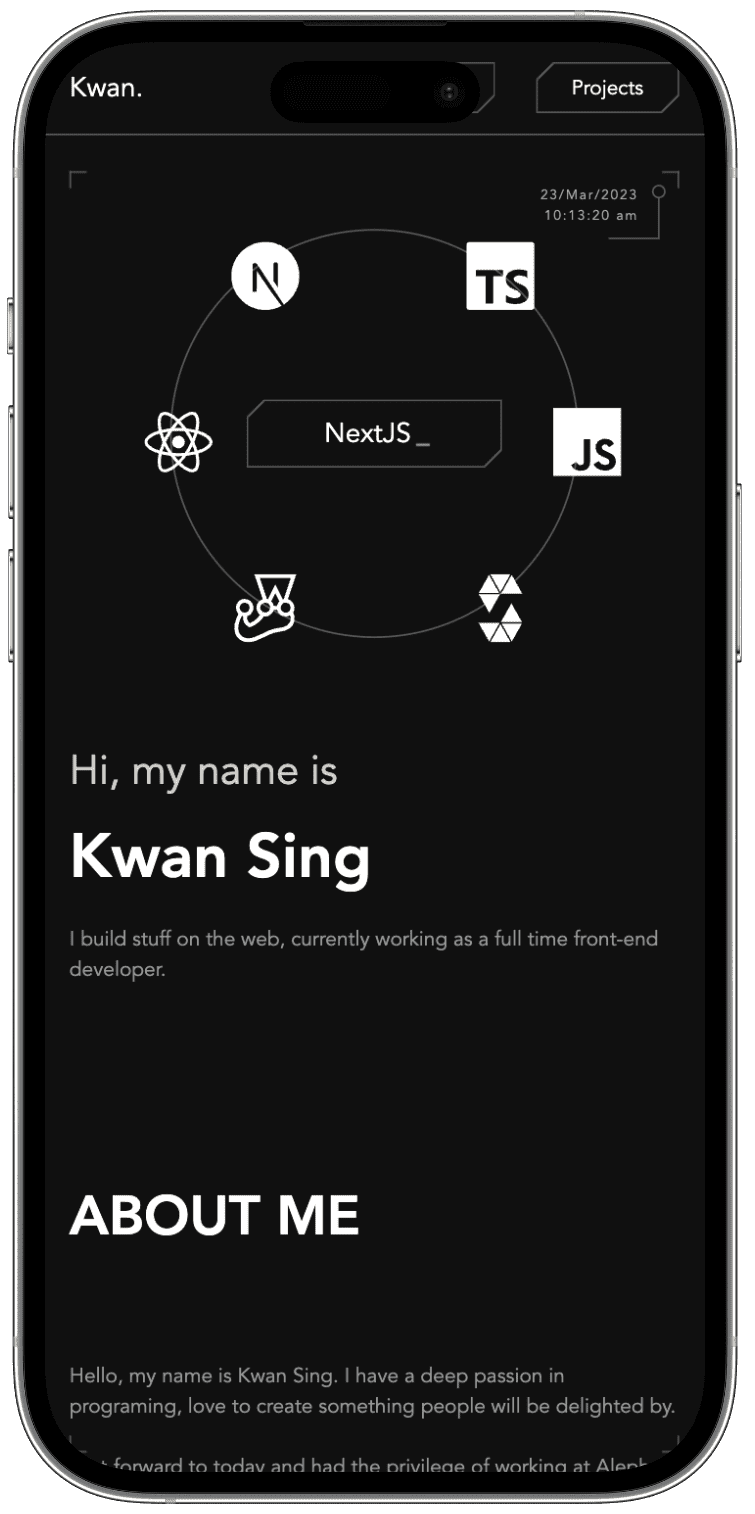 Kwan.
Projects
23/Mar/2023
10:13:20 am
N
TS
NextJS _
JS
Hi, my name is
Kwan Sing
I build stuff on the web, currently working as a full time front-end
developer.
ABOUT ME
Hello, my name is Kwan Sing. I have a deep passion in
programing, love to create something people will be delighted by.
forward to today and had the privilege of working at